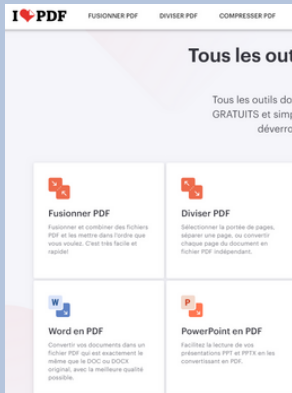 I PDF
FUSIONNER PDF
DIVISER PDF
COMPRESSER PDF
Tous les out
Tous les outils do
GRATUITS et simp
déverro
Fusionner PDF
Fusionner et combiner des fichiers
PDF et les mettre dans l'ordre que
vous voulez. C'est très facile et
rapide!
Diviser PDF
Sélectionner la portée de pages,
séparer une page, ou convertir
chaque page du document en
fichier PDF indépendant.
W
Word en PDF
Convertir vos documents dans un
fichier PDF qui est exactement le
même que le DOC ou DOCX
original, avec la meilleure qualité
possible.
P
PowerPoint en PDF
Facilitez la lecture de vos
présentations PPT et PPTX en les
convertissant en PDF.